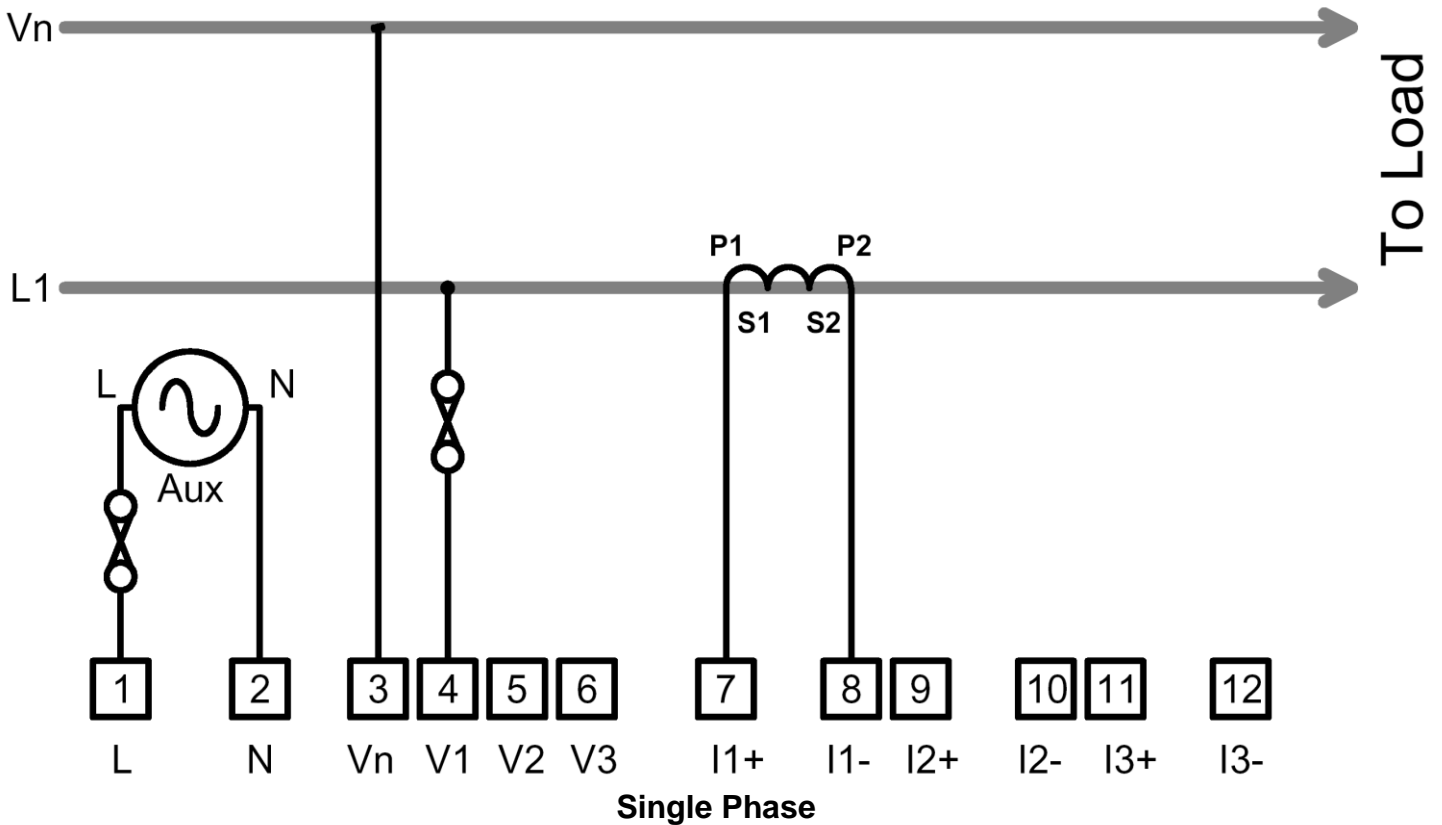 Vn
To Load
P1 P2
L1
S1 S2
L N
Aux
1 2 3 4 5 6 7 8 9 10 11 12
L N Vn V1 V2 V3 I1+ I1- I2+ I2- I3+ I3-
Single Phase